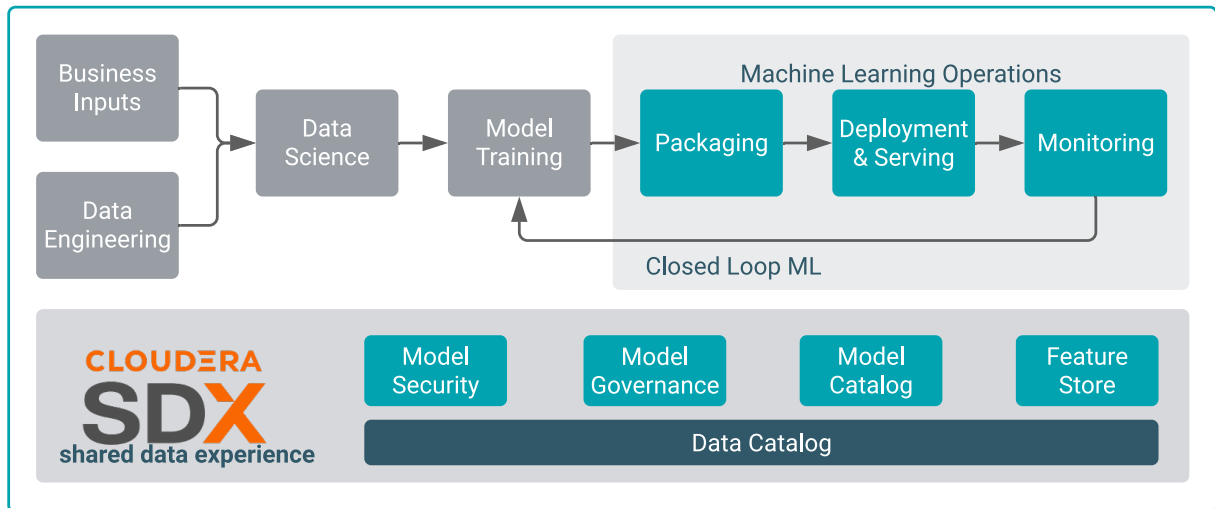 Business
Inputs
Data
Engineering
Data
Science
Model
Training
Machine Learning Operations
Packaging
Deployment
& Serving
Monitoring
Closed Loop ML
CLOUDERA
SDX
shared data experience
Model
Security
Model
Governance
Model
Catalog
Feature
Store
Data Catalog